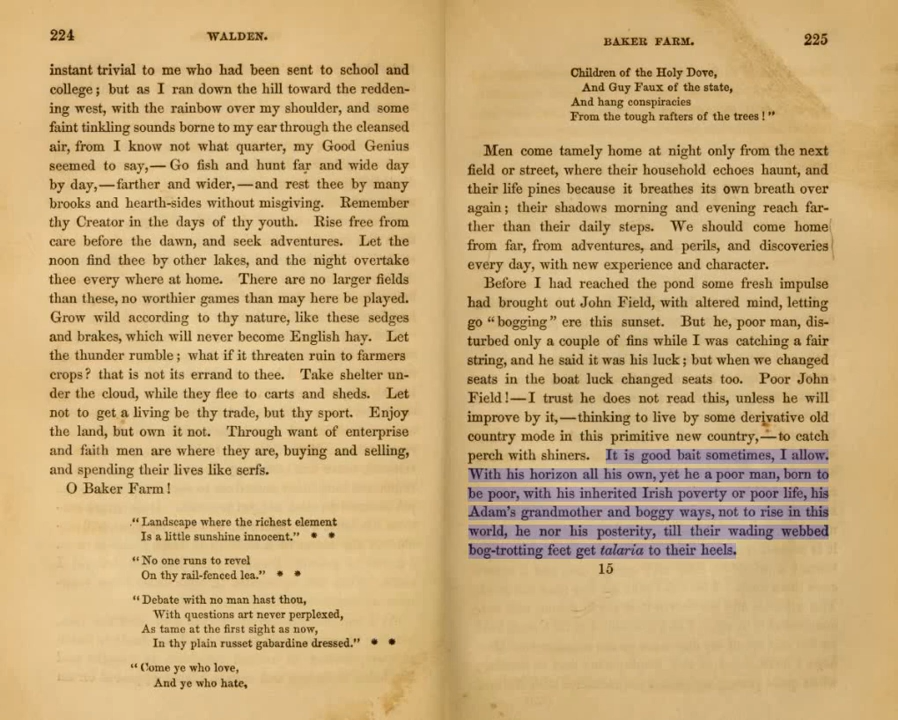 224
WALDEN.
instant trivial to me who had been sent to school and
college; but as I ran down the hill toward the redden-
ing west, with the rainbow over my shoulder, and some
faint tinkling sounds borne to my ear through the cleansed
air, from I know not what quarter, my Good Genius
seemed to say,— Go fish and hunt far and wide day
by day,—farther and wider,—and rest thee by many
brooks and hearth-sides without misgiving. Remember
thy Creator in the days of thy youth. Rise free from
care before the dawn, and seek adventures. Let the
noon find thee by other lakes, and the night overtake
thee every where at home. There are no larger fields
than these, no worthier games than may here be played.
Grow wild according to thy nature, like these sedges
and brakes, which will never become English hay. Let
the thunder rumble; what if it threaten ruin to farmers
crops? that is not its errand to thee. Take shelter un-
der the cloud, while they flee to carts and sheds. Let
not to get a living be thy trade, but thy sport. Enjoy
the land, but own it not. Through want of enterprise
and faith men are where they are, buying and selling,
and spending their lives like serfs.
O Baker Farm!
"Landscape where the richest element
Is a little sunshine innocent." * *
"No one runs to revel
On thy rail-fenced lea." * *
"Debate with no man hast thou,
With questions art never perplexed,
As tame at the first sight as now,
In thy plain russet gabardine dressed." * *
"Come ye who love,
And ye who hate,
BAKER FARM.
225
Children of the Holy Dove,
And Guy Faux of the state,
And hang conspiracies
From the tough rafters of the trees!"
Men come tamely home at night only from the next
field or street, where their household echoes haunt, and
their life pines because it breathes its own breath over
again; their shadows morning and evening reach far-
ther than their daily steps. We should come home
from far, from adventures, and perils, and discoveries
every day, with new experience and character.
Before I had reached the pond some fresh impulse
had brought out John Field, with altered mind, letting
go "bogging" ere this sunset. But he, poor man, dis-
turbed only a couple of fins while I was catching a fair
string, and he said it was his luck; but when we changed
seats in the boat luck changed seats too. Poor John
Field!—I trust he does not read this, unless he will
improve by it,—thinking to live by some derivative old
country mode in this primitive new country,—to catch
perch with shiners. It is good bait sometimes, I allow.
With his horizon all his own, yet he a poor man, born to
be poor, with his inherited Irish poverty or poor life, his
Adam's grandmother and boggy ways, not to rise in this
world, he nor his posterity, till their wading webbed
bog-trotting feet get talaria to their heels.
15